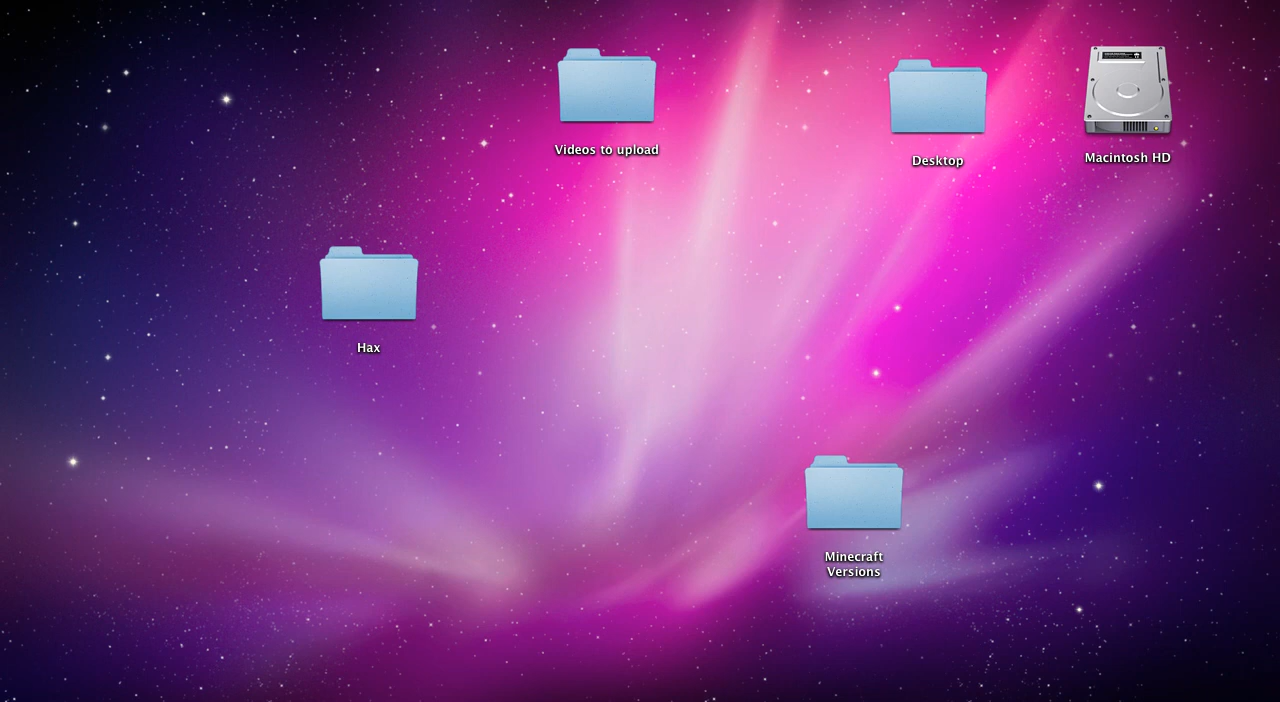 Videos to upload
Desktop
Macintosh HD
Hax
Minecraft
Versions